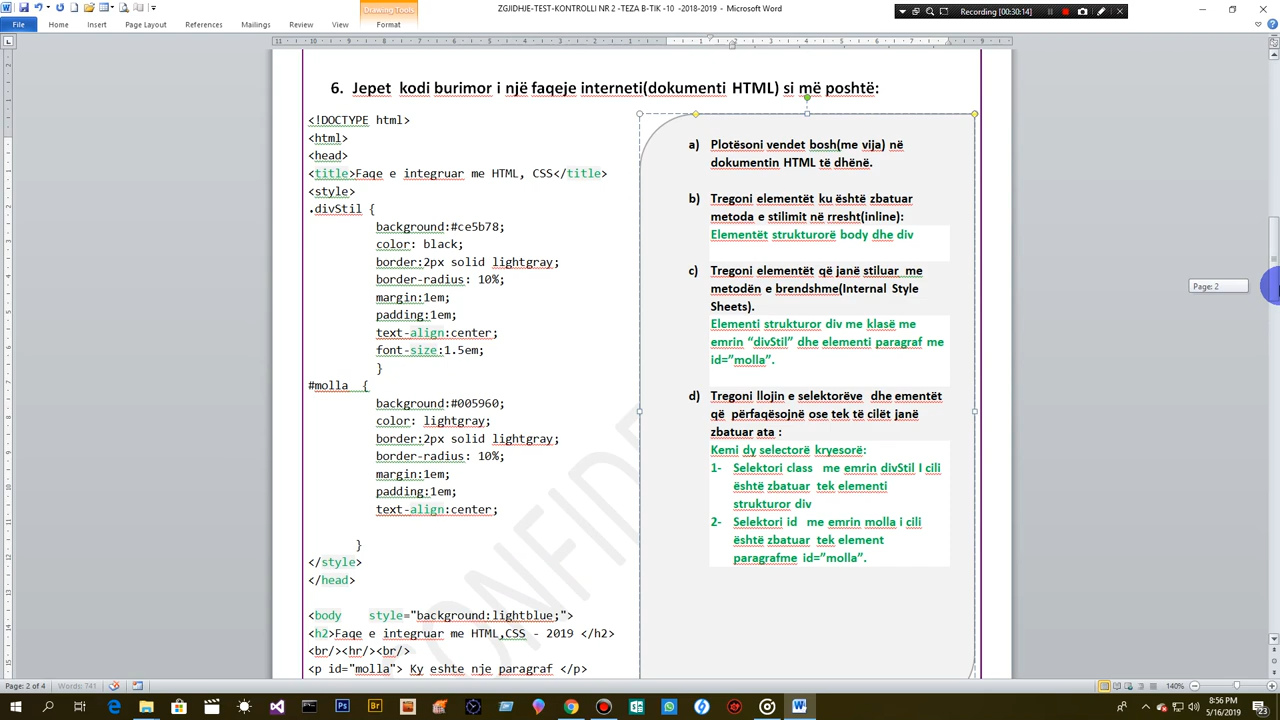 ZGJIDHJE-TEST-KONTROLLI NR 2 -TEZA B-TIK -10 -2018-2019 - Microsoft Word
Drawing Tools
Recording [00:30:14]
File
Home
Insert
Page Layout
References
Mailings
Review
View
Format
6. Jepet kodi burimor i një faqeje interneti(dokumenti HTML) si më poshtë:
<!DOCTYPE html>
<html>
<head>
<title>Faqe e integruar me HTML, CSS</title>
<style>
.divStil {
background:#ce5b78;
color: black;
border:2px solid lightgray;
border-radius: 10%;
margin:1em;
padding:1em;
text-align:center;
font-size:1.5em;
}
#molla {
background:#005960;
color: lightgray;
border:2px solid lightgray;
border-radius: 10%;
margin:1em;
padding:1em;
text-align:center;
}
</style>
</head>
<body style="background:lightblue;">
<h2>Faqe e integruar me HTML,CSS - 2019 </h2>
<br/><hr/><br/>
<p id="molla"> Ky eshte nje paragraf </p>
a) Plotësoni vendet bosh(me vija) në
dokumentin HTML të dhënë.
b) Tregoni elementët ku është zbatuar
metoda e stilimit në rresht(inline):
Elementët strukturorë body dhe div
c) Tregoni elementët që janë stiluar me
metodën e brendshme(Internal Style
Sheets).
Elementi strukturor div me klasë me
emrin “divStil” dhe elementi paragraf me
id=”molla”.
d) Tregoni llojin e selektorëve dhe ementët
që përfaqësojnë ose tek të cilët janë
zbatuar ata :
Kemi dy selectorë kryesorë:
1- Selektori class me emrin divStil I cili
është zbatuar tek elementi
strukturor div
2- Selektori id me emrin molla i cili
është zbatuar tek element
paragrafme id=”molla”.
Page: 2
ONFIDE
Page: 2 of 4
Words: 741
140%
8:56 PM
5/16/2019